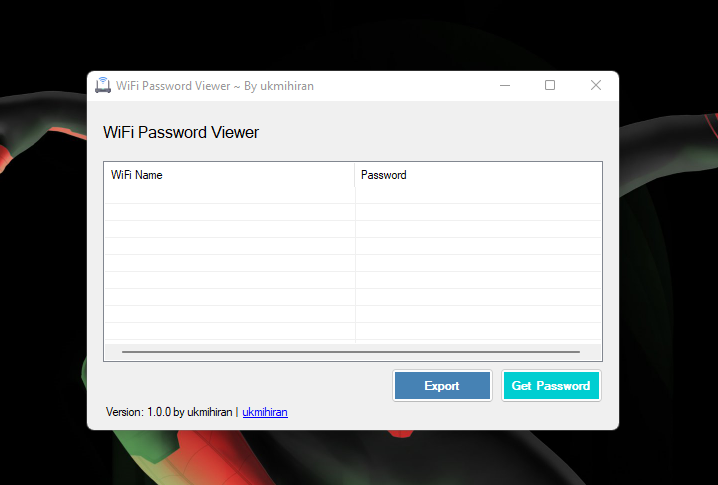 WiFi Password Viewer ~ By ukmihiran
WiFi Password Viewer
WiFi Name Password
Export Get Password
Version: 1.0.0 by ukmihiran | ukmihiran